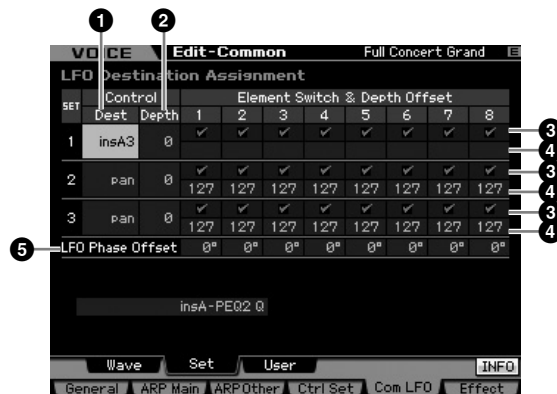 1 2
VOICE Edit-Common Full Concert Grand E
LFO Destination Assignment
SET Control Element Switch & Depth Offset
Dest Depth 1 2 3 4 5 6 7 8
✓ ✓ ✓ ✓ ✓ ✓ ✓ ✓ 3
1 insA3 0 4
✓ ✓ ✓ ✓ ✓ ✓ ✓ ✓ 3
2 pan 0 127 127 127 127 127 127 127 127 4
✓ ✓ ✓ ✓ ✓ ✓ ✓ ✓ 3
3 pan 0 127 127 127 127 127 127 127 127 4
5 LFO Phase Offset 0° 0° 0° 0° 0° 0° 0° 0°
insA-PEQ2 Q
Wave Set User INFO
General ARP Main ARP Other Ctrl Set Com LFO Effect